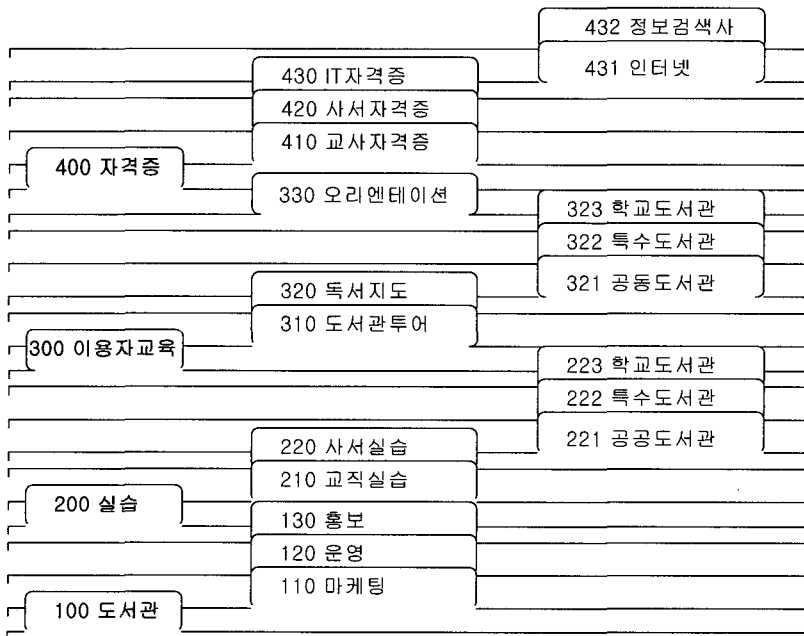 432 정보검색사
431 인터넷
430 IT자격증
420 사서자격증
410 교사자격증
400 자격증
330 오리엔테이션
323 학교도서관
322 특수도서관
321 공동도서관
320 독서지도
310 도서관투어
300 이용자교육
223 학교도서관
222 특수도서관
221 공공도서관
220 사서실습
210 교직실습
200 실습
130 홍보
120 운영
110 마케팅
100 도서관